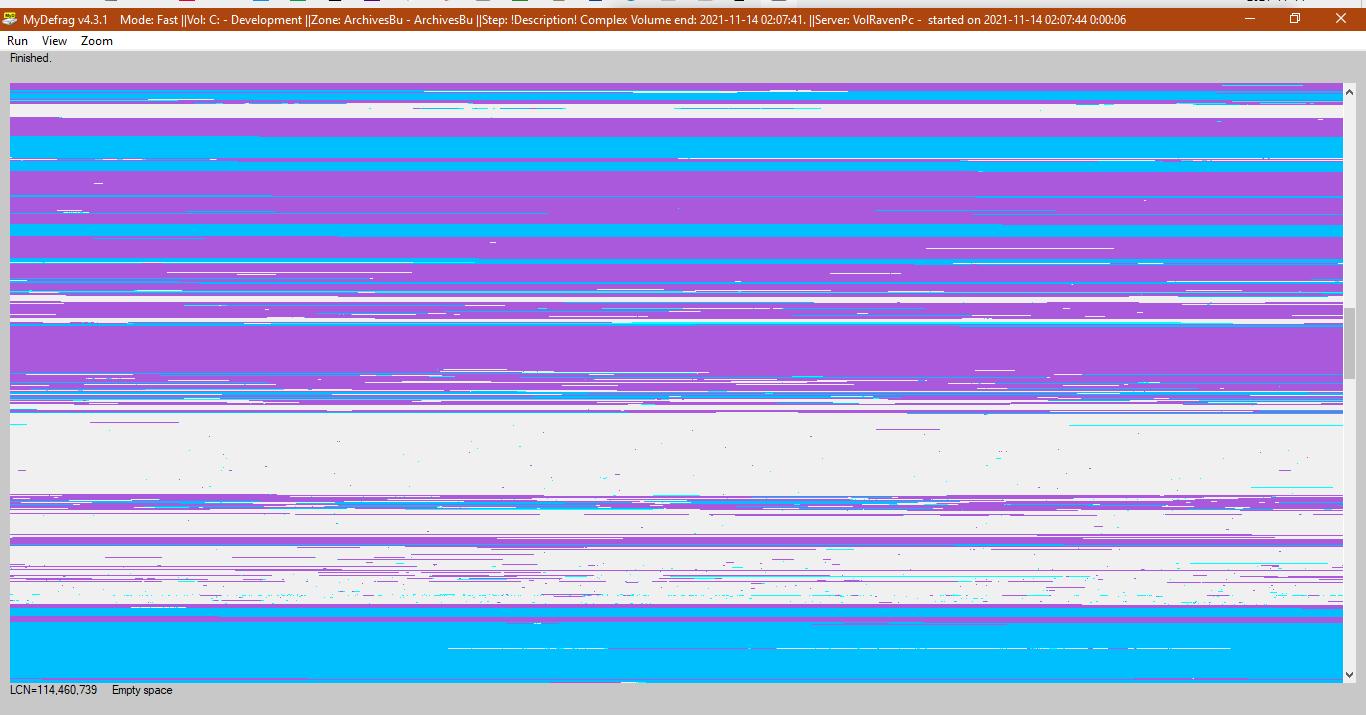 MyDefrag v4.3.1    Mode: Fast ||Vol: C: - Development ||Zone: ArchivesBu - ArchivesBu ||Step: !Description! Complex Volume end: 2021-11-14 02:07:41. ||Server: VolRavenPc -  started on 2021-11-14 02:07:44 0:00:06
Run View Zoom
Finished.
LCN=114,460,739    Empty space